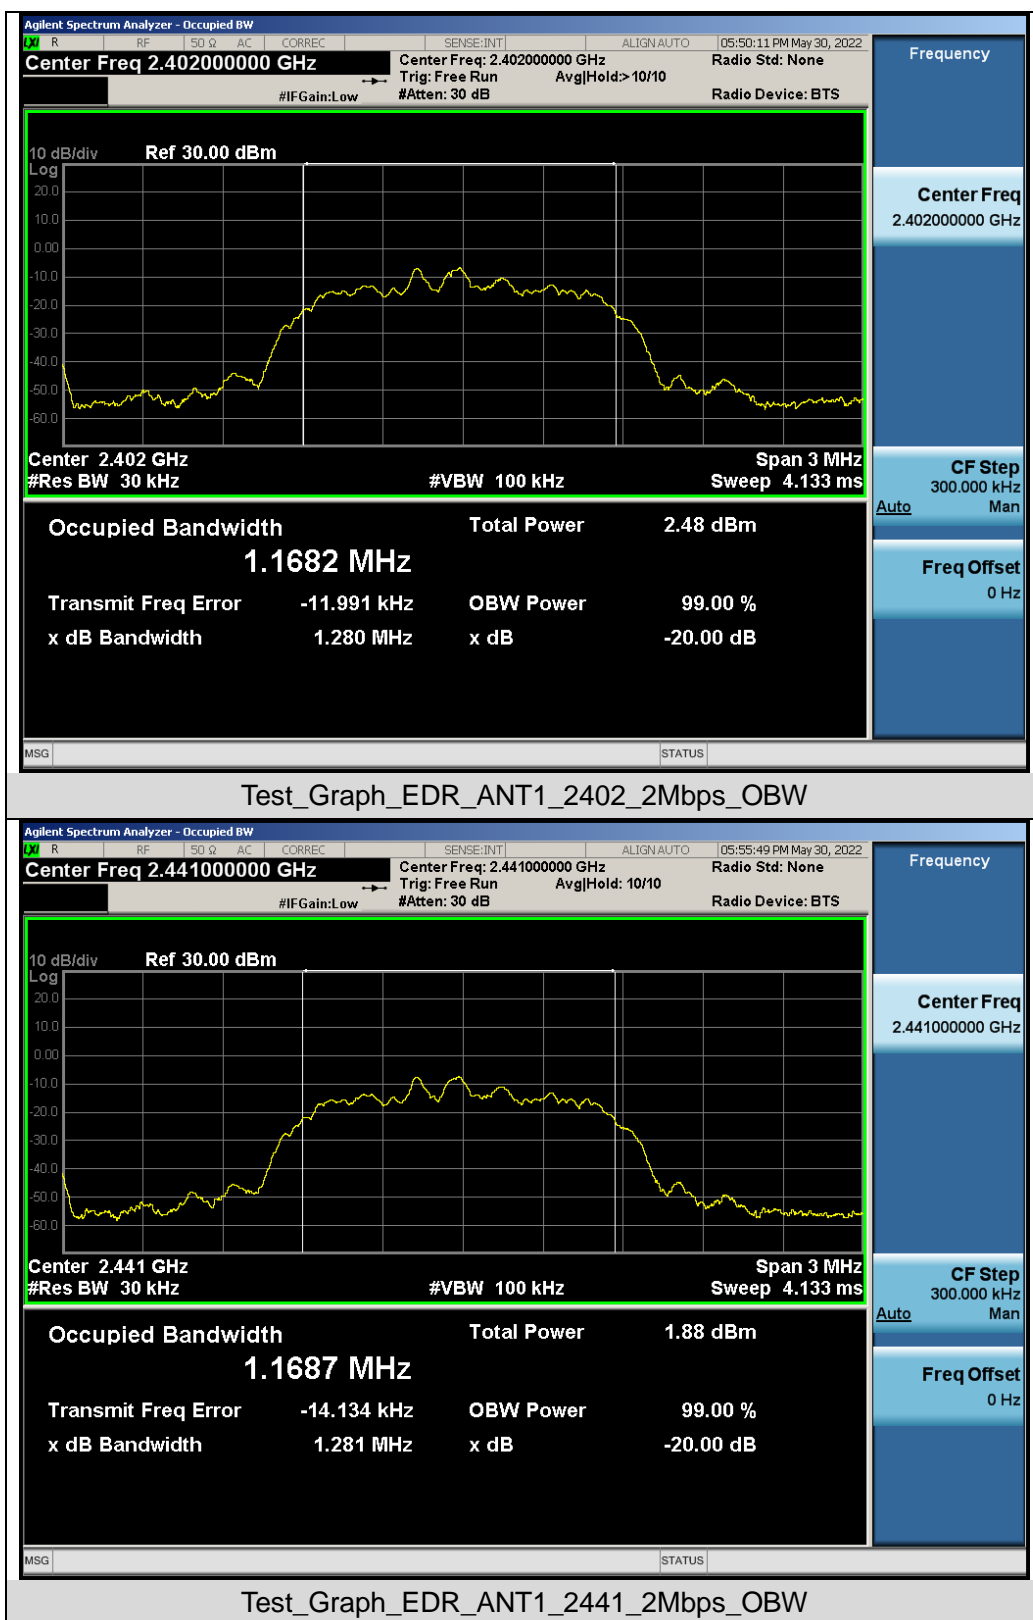 Agilent Spectrum Analyzer - Occupied BW
LXI R RF 50 Ω AC CORREC SENSE:INT ALIGN AUTO 05:50:11 PM May 30, 2022
Center Freq 2.402000000 GHz Center Freq: 2.402000000 GHz Radio Std: None
Trig: Free Run Avg|Hold:> 10/10
#IFGain:Low #Atten: 30 dB Radio Device: BTS
10 dB/div Ref 30.00 dBm
Log
20.0
10.0
0.00
-10.0
-20.0
-30.0
-40.0
-50.0
-60.0
Center 2.402 GHz Span 3 MHz
#Res BW 30 kHz #VBW 100 kHz Sweep 4.133 ms
Occupied Bandwidth Total Power 2.48 dBm
1.1682 MHz
Transmit Freq Error -11.991 kHz OBW Power 99.00 %
x dB Bandwidth 1.280 MHz x dB -20.00 dB
MSG STATUS
Frequency
Center Freq
2.402000000 GHz
CF Step
300.000 kHz
Auto Man
Freq Offset
0 Hz
Test_Graph_EDR_ANT1_2402_2Mbps_OBW
Agilent Spectrum Analyzer - Occupied BW
LXI R RF 50 Ω AC CORREC SENSE:INT ALIGN AUTO 05:55:49 PM May 30, 2022
Center Freq 2.441000000 GHz Center Freq: 2.441000000 GHz Radio Std: None
Trig: Free Run Avg|Hold: 10/10
#IFGain:Low #Atten: 30 dB Radio Device: BTS
10 dB/div Ref 30.00 dBm
Log
20.0
10.0
0.00
-10.0
-20.0
-30.0
-40.0
-50.0
-60.0
Center 2.441 GHz Span 3 MHz
#Res BW 30 kHz #VBW 100 kHz Sweep 4.133 ms
Occupied Bandwidth Total Power 1.88 dBm
1.1687 MHz
Transmit Freq Error -14.134 kHz OBW Power 99.00 %
x dB Bandwidth 1.281 MHz x dB -20.00 dB
MSG STATUS
Frequency
Center Freq
2.441000000 GHz
CF Step
300.000 kHz
Auto Man
Freq Offset
0 Hz
Test_Graph_EDR_ANT1_2441_2Mbps_OBW